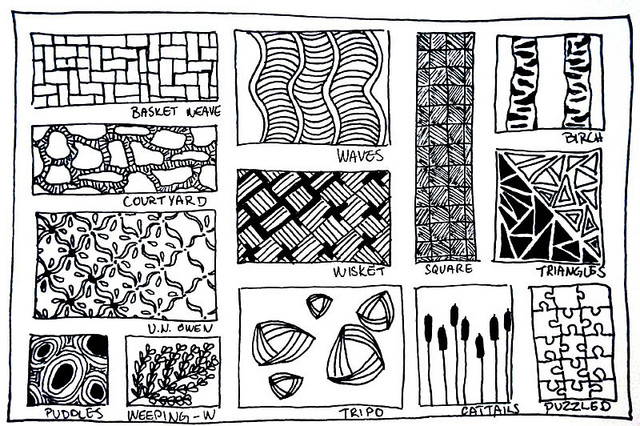 BASKET WEAVE
WAVES
BIRCH
COURTYARD
WISKET
SQUARE
TRIANGLES
U.N. OWEN
PUDDLES
WEEPING-W
TRIPO
CATTAILS
PUZZLED